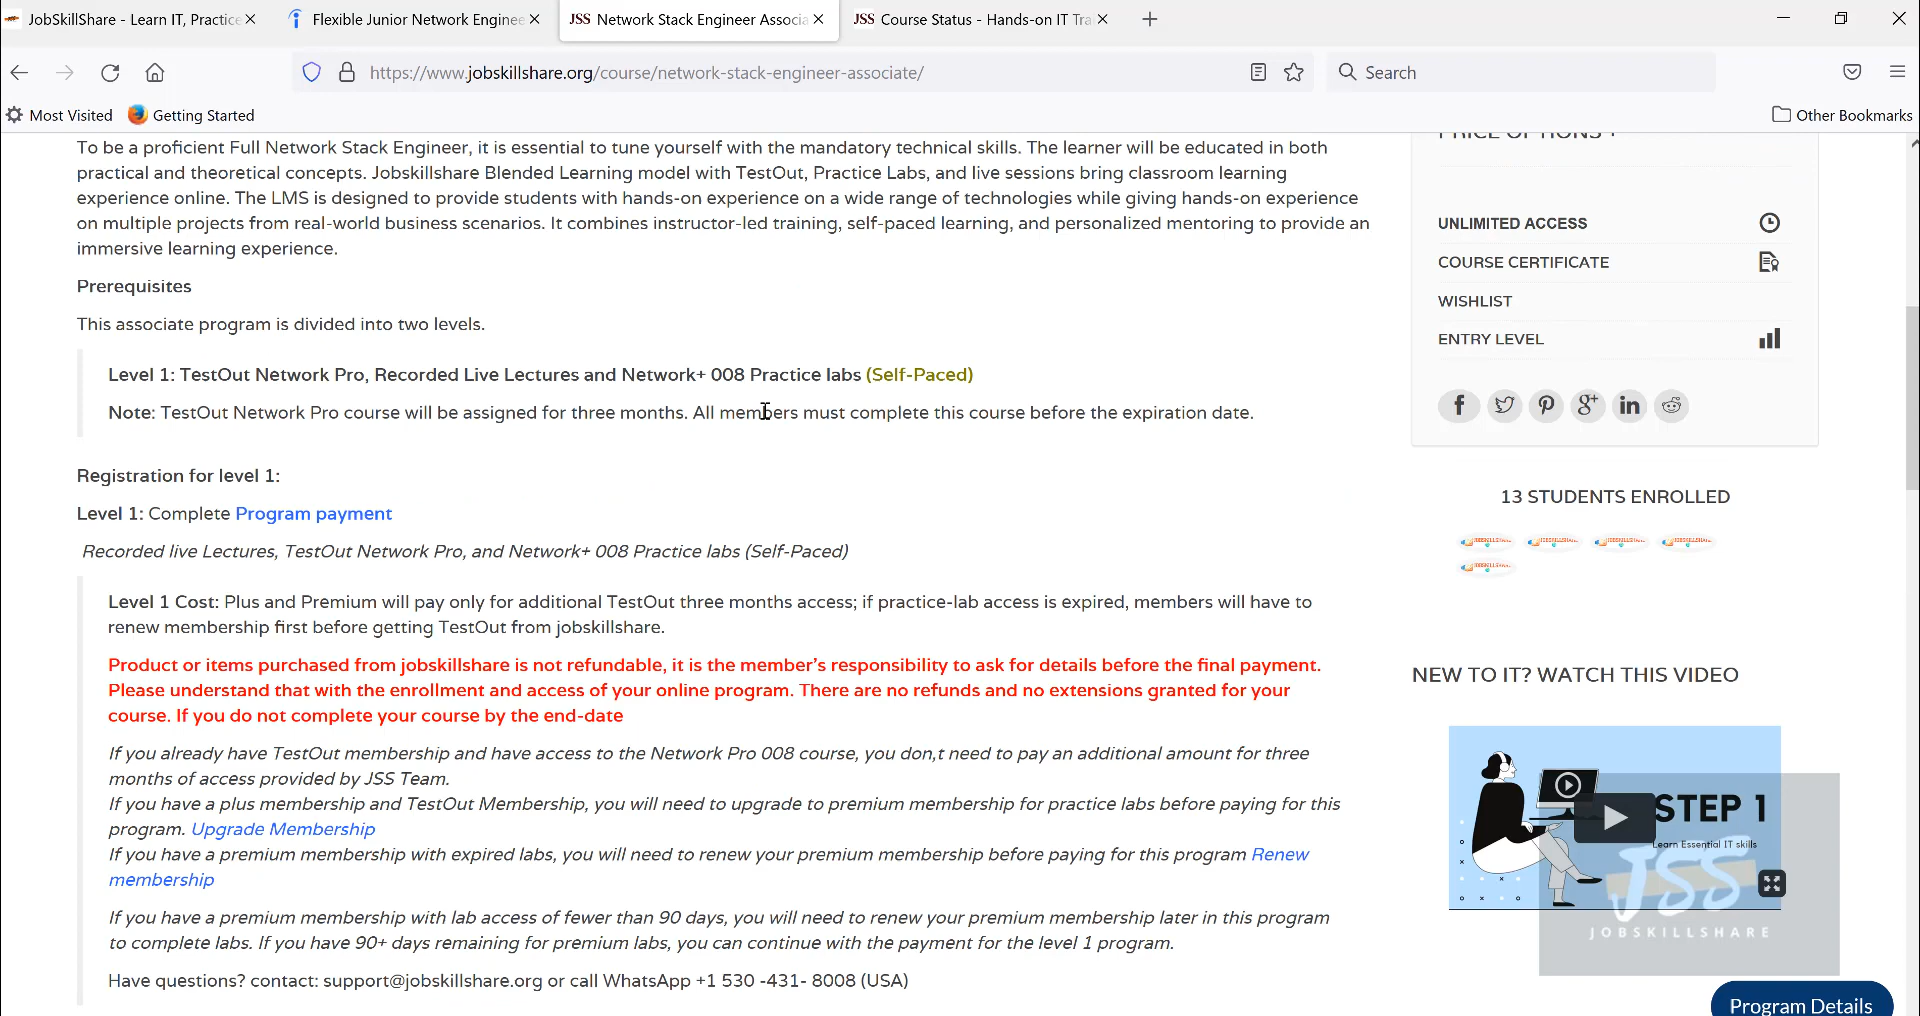 JobSkillShare - Learn IT, Practice
Flexible Junior Network Enginee
JSS Network Stack Engineer Associa
JSS Course Status - Hands-on IT Tra
https://www.jobskillshare.org/course/network-stack-engineer-associate/
Search
Most Visited
Getting Started
Other Bookmarks
To be a proficient Full Network Stack Engineer, it is essential to tune yourself with the mandatory technical skills. The learner will be educated in both
practical and theoretical concepts. Jobskillshare Blended Learning model with TestOut, Practice Labs, and live sessions bring classroom learning
experience online. The LMS is designed to provide students with hands-on experience on a wide range of technologies while giving hands-on experience
on multiple projects from real-world business scenarios. It combines instructor-led training, self-paced learning, and personalized mentoring to provide an
immersive learning experience.
Prerequisites
This associate program is divided into two levels.
Level 1: TestOut Network Pro, Recorded Live Lectures and Network+ 008 Practice labs (Self-Paced)
Note: TestOut Network Pro course will be assigned for three months. All members must complete this course before the expiration date.
Registration for level 1:
Level 1: Complete Program payment
Recorded live Lectures, TestOut Network Pro, and Network+ 008 Practice labs (Self-Paced)
Level 1 Cost: Plus and Premium will pay only for additional TestOut three months access; if practice-lab access is expired, members will have to
renew membership first before getting TestOut from jobskillshare.
Product or items purchased from jobskillshare is not refundable, it is the member's responsibility to ask for details before the final payment.
Please understand that with the enrollment and access of your online program. There are no refunds and no extensions granted for your
course. If you do not complete your course by the end-date
If you already have TestOut membership and have access to the Network Pro 008 course, you don,t need to pay an additional amount for three
months of access provided by JSS Team.
If you have a plus membership and TestOut Membership, you will need to upgrade to premium membership for practice labs before paying for this
program. Upgrade Membership
If you have a premium membership with expired labs, you will need to renew your premium membership before paying for this program Renew
membership
If you have a premium membership with lab access of fewer than 90 days, you will need to renew your premium membership later in this program
to complete labs. If you have 90+ days remaining for premium labs, you can continue with the payment for the level 1 program.
Have questions? contact: support@jobskillshare.org or call WhatsApp +1 530 -431- 8008 (USA)
PRICE OPTIONS +
UNLIMITED ACCESS
COURSE CERTIFICATE
WISHLIST
ENTRY LEVEL
13 STUDENTS ENROLLED
JOBSKILLSHARE JOBSKILLSHARE JOBSKILLSHARE JOBSKILLSHARE
JOBSKILLSHARE
NEW TO IT? WATCH THIS VIDEO
STEP 1
Learn Essential IT skills
JSS
JOBSKILLSHARE
Program Details